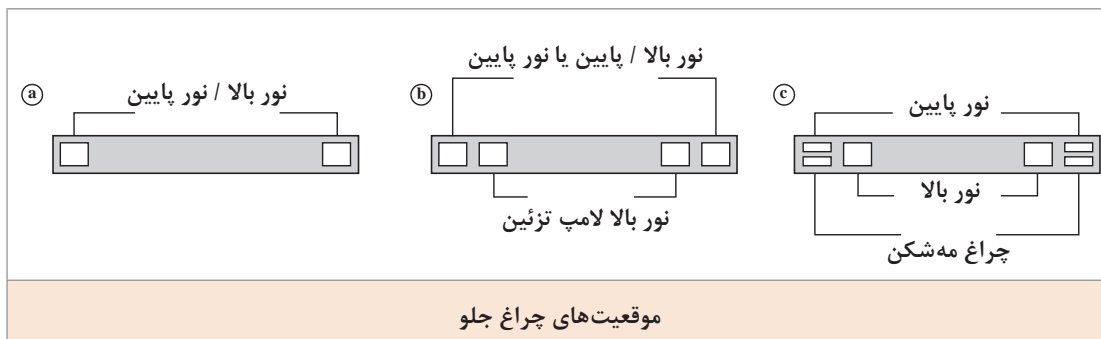 a
نور بالا / نور پایین
b
نور بالا / پایین یا نور پایین
نور بالا لامپ تزئین
c
نور پایین
نور بالا
چراغ مه‌شکن
موقعیت‌های چراغ جلو